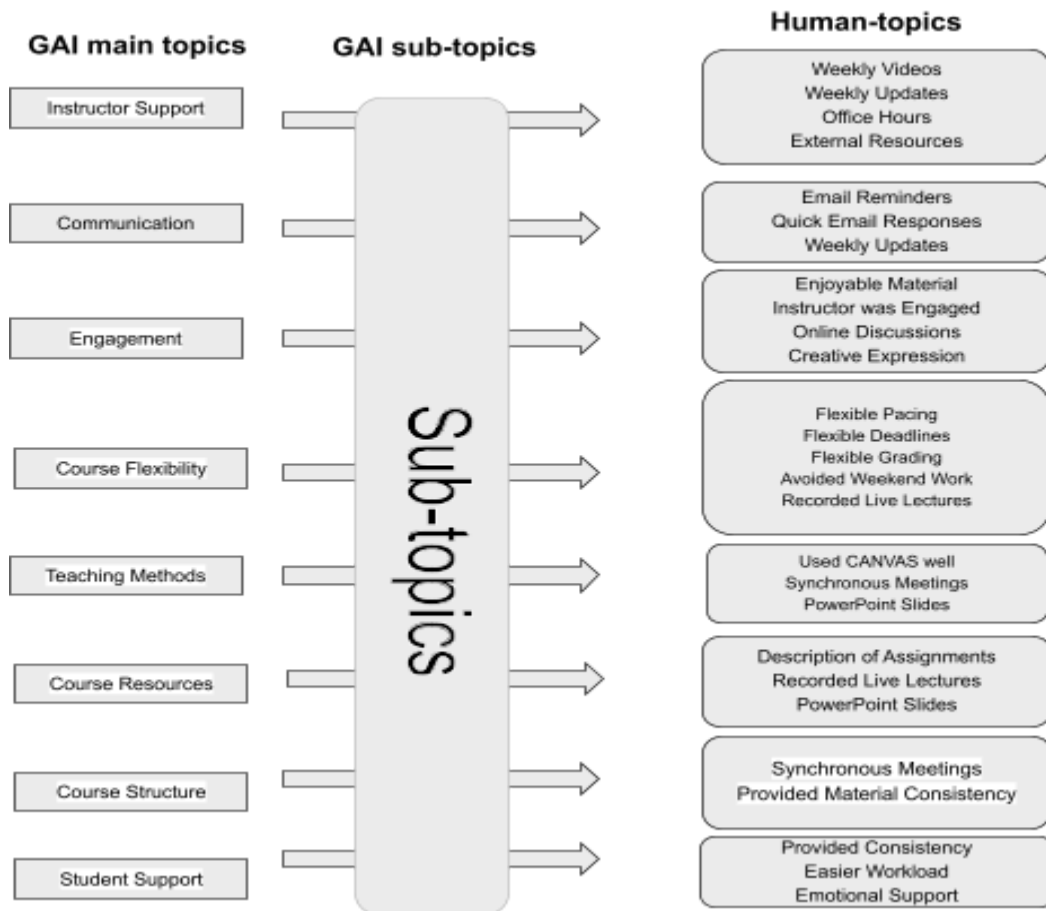 GAI main topics
GAI sub-topics
Human-topics
Instructor Support
Weekly Videos
Weekly Updates
Office Hours
External Resources
Communication
Email Reminders
Quick Email Responses
Weekly Updates
Engagement
Enjoyable Material
Instructor was Engaged
Online Discussions
Creative Expression
Sub-topics
Course Flexibility
Flexible Pacing
Flexible Deadlines
Flexible Grading
Avoided Weekend Work
Recorded Live Lectures
Teaching Methods
Used CANVAS well
Synchronous Meetings
PowerPoint Slides
Course Resources
Description of Assignments
Recorded Live Lectures
PowerPoint Slides
Course Structure
Synchronous Meetings
Provided Material Consistency
Student Support
Provided Consistency
Easier Workload
Emotional Support